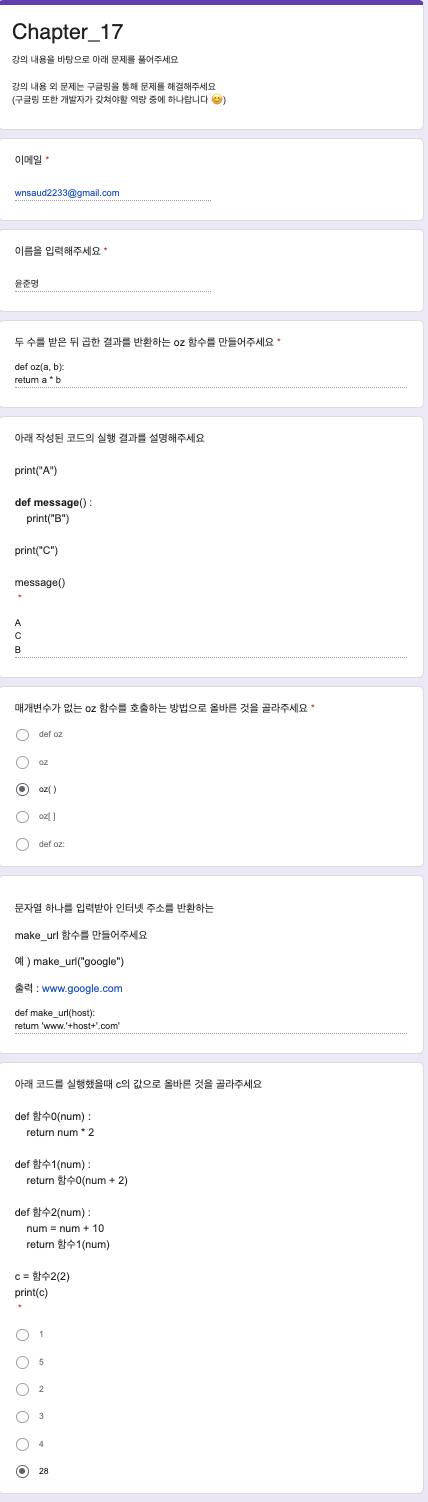 Chapter_17
강의 내용을 바탕으로 아래 문제를 풀어주세요
강의 내용 외 문제는 구글링을 통해 문제를 해결해주세요
(구글링 또한 개발자가 갖쳐야할 역량 중에 하나랍니다 😄)
이메일 *
wnsaud2233@gmail.com
이름을 입력해주세요 *
윤준명
두 수를 받은 뒤 곱한 결과를 반환하는 oz 함수를 만들어주세요 *
def oz(a, b):
return a * b
아래 작성된 코드의 실행 결과를 설명해주세요
print("A")
def message() :
print("B")
print("C")
message()
*
A
C
B
매개변수가 없는 oz 함수를 호출하는 방법으로 올바른 것을 골라주세요 *
def oz
oz
oz( )
oz[ ]
def oz:
문자열 하나를 입력받아 인터넷 주소를 반환하는
make_url 함수를 만들어주세요
예 ) make_url("google")
출력 : www.google.com
def make_url(host):
return 'www.'+host+'.com'
아래 코드를 실행했을때 c의 값으로 올바른 것을 골라주세요
def 함수0(num) :
return num * 2
def 함수1(num) :
return 함수0(num + 2)
def 함수2(num) :
num = num + 10
return 함수1(num)
c = 함수2(2)
print(c)
*
1
5
2
3
4
28